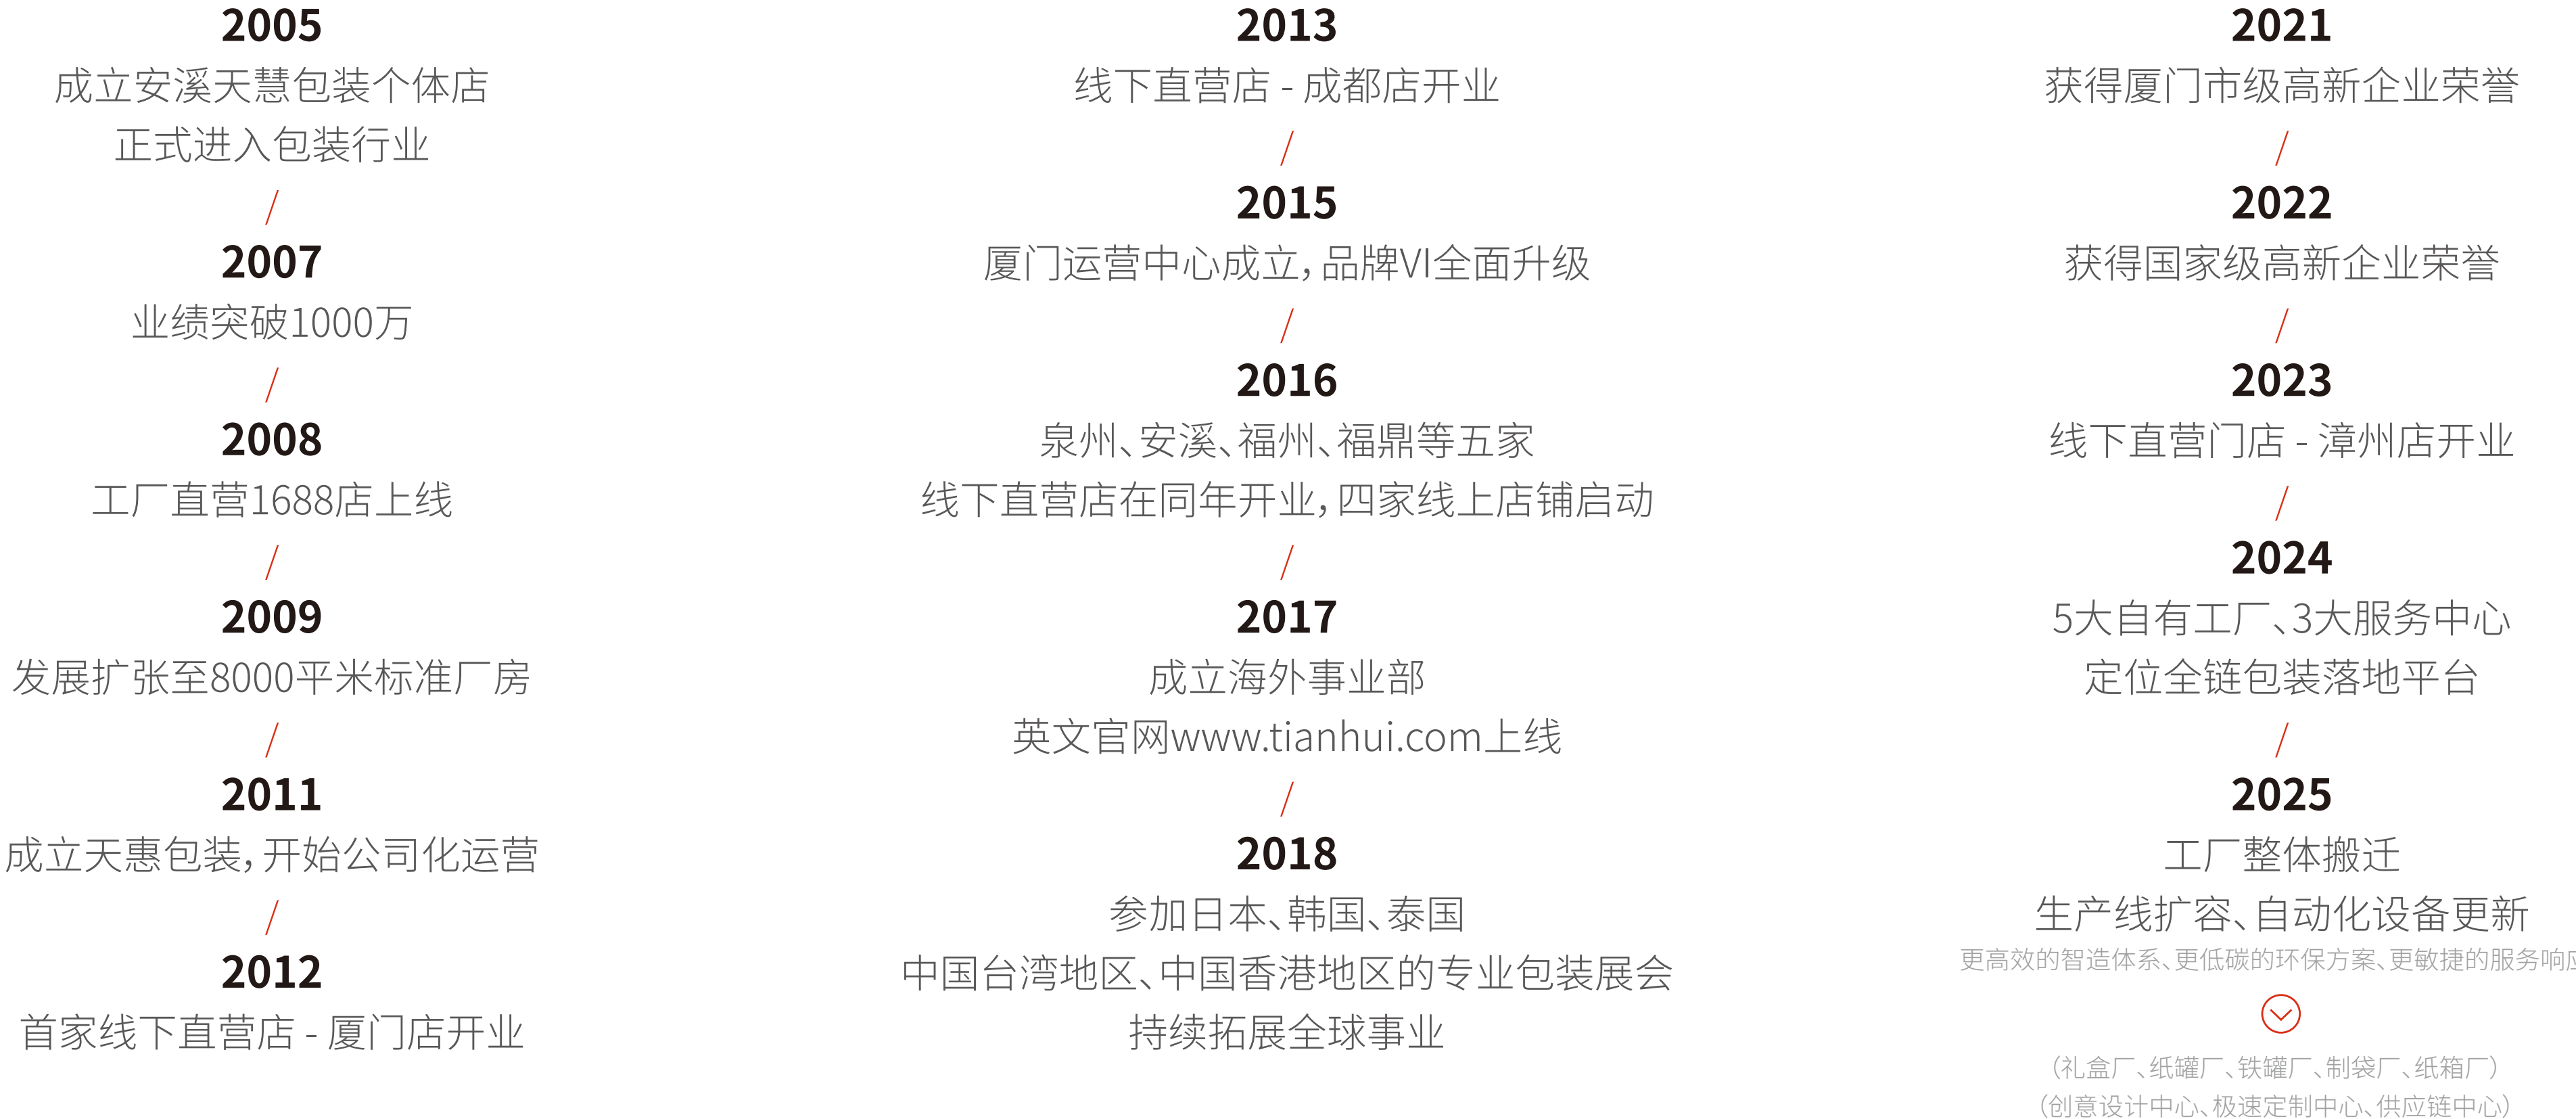 2005
成立安溪天慧包装个体店
正式进入包装行业
/
2007
业绩突破1000万
/
2008
工厂直营1688店上线
/
2009
发展扩张至8000平米标准厂房
/
2011
成立天惠包装，开始公司化运营
/
2012
首家线下直营店 - 厦门店开业
2013
线下直营店 - 成都店开业
/
2015
厦门运营中心成立，品牌VI全面升级
/
2016
泉州、安溪、福州、福鼎等五家
线下直营店在同年开业，四家线上店铺启动
/
2017
成立海外事业部
英文官网www.tianhui.com上线
/
2018
参加日本、韩国、泰国
中国台湾地区、中国香港地区的专业包装展会
持续拓展全球事业
2021
获得厦门市级高新企业荣誉
/
2022
获得国家级高新企业荣誉
/
2023
线下直营门店 - 漳州店开业
/
2024
5大自有工厂、3大服务中心
定位全链包装落地平台
/
2025
工厂整体搬迁
生产线扩容、自动化设备更新
更高效的智造体系、更低碳的环保方案、更敏捷的服务响应
（礼盒厂、纸罐厂、铁罐厂、制袋厂、纸箱厂）
（创意设计中心、极速定制中心、供应链中心）